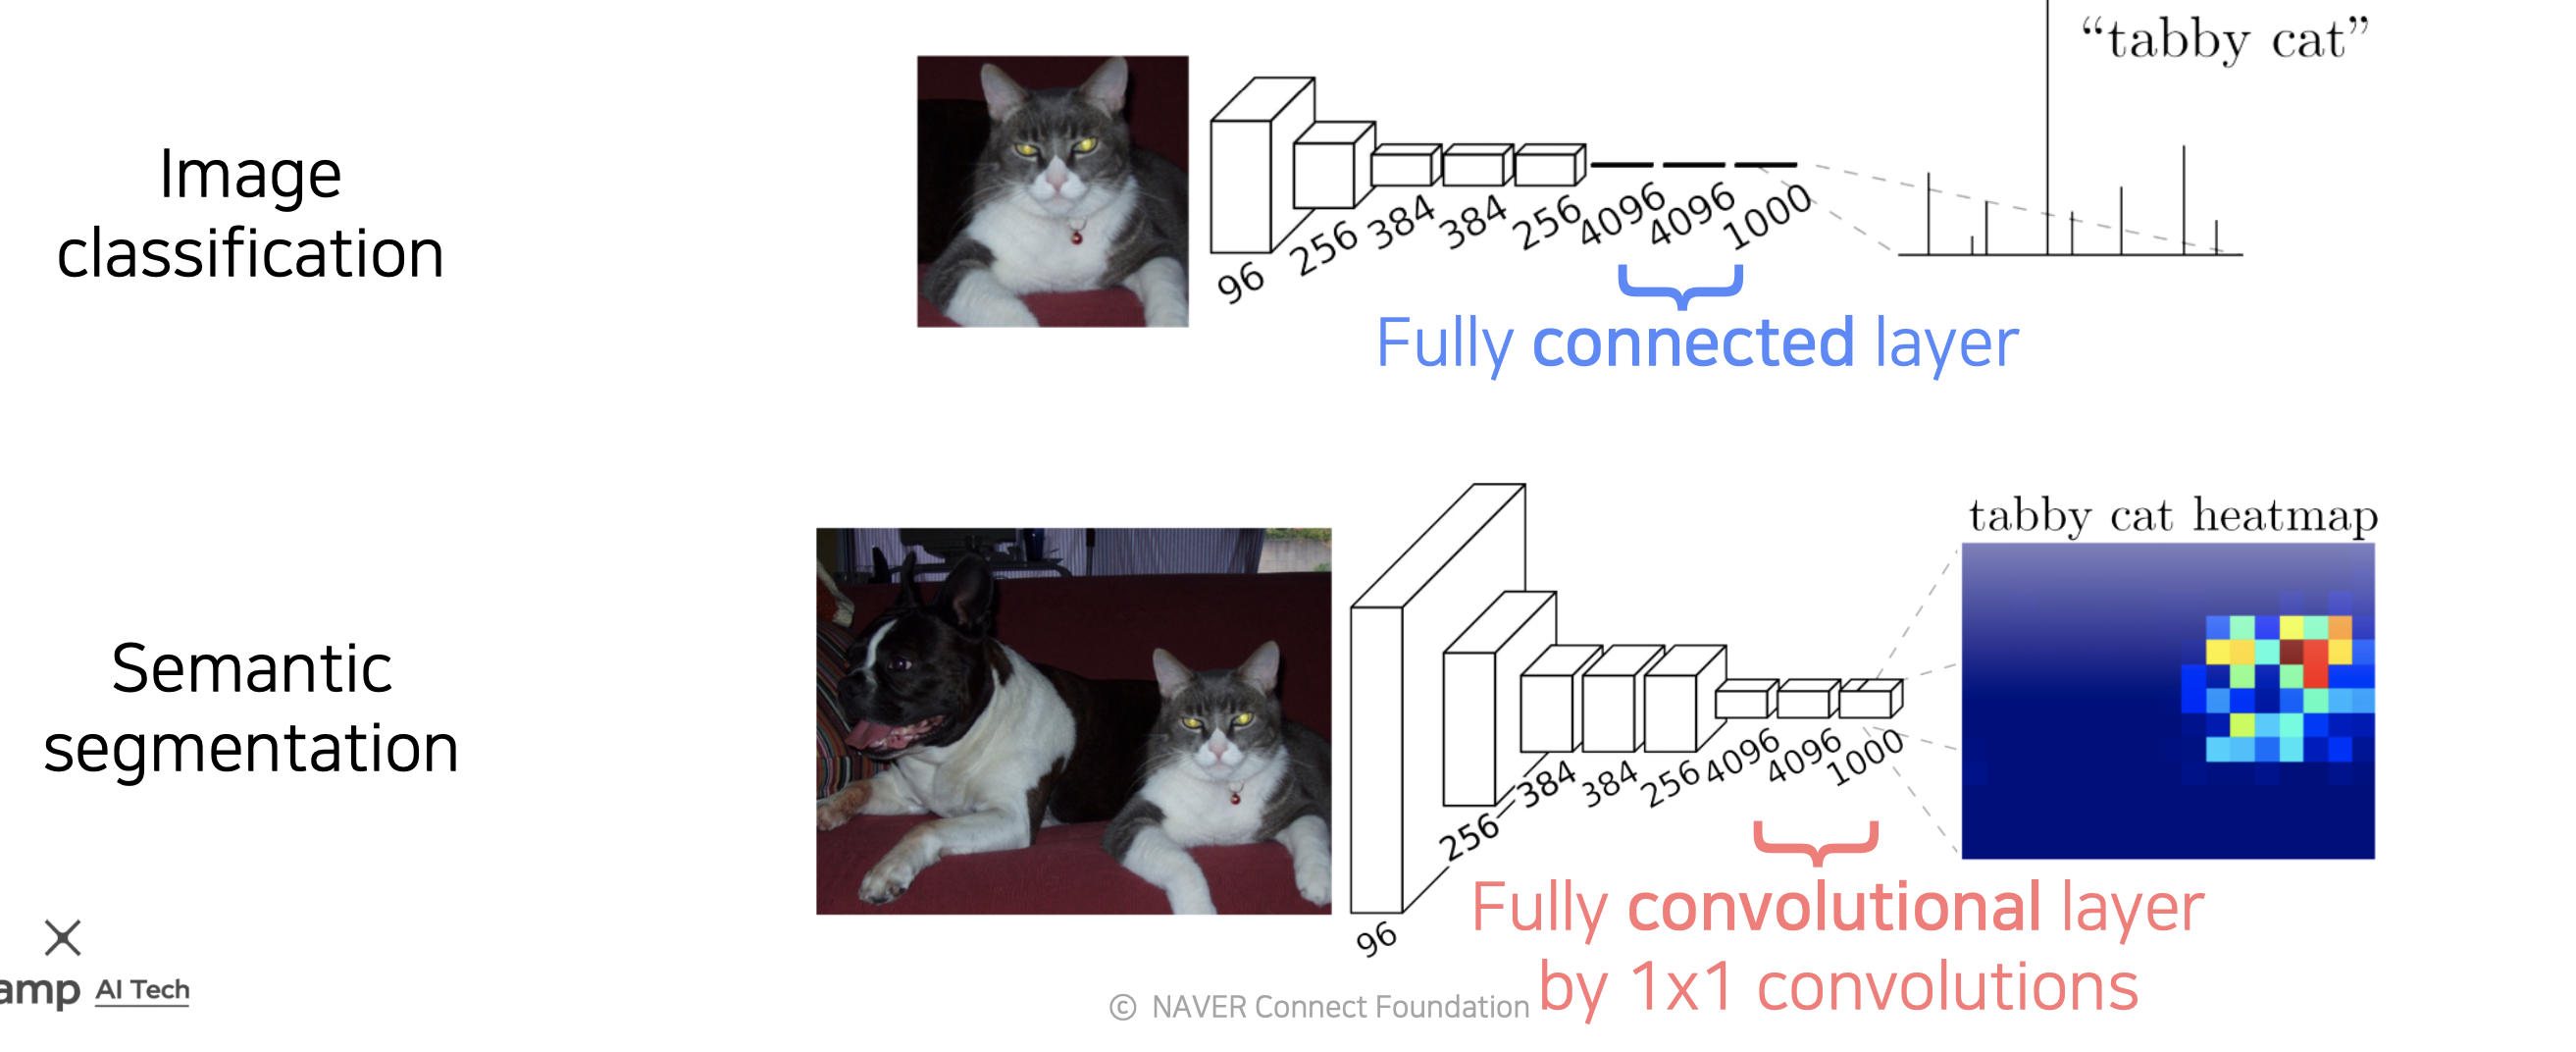 “tabby cat”
Image
classification
96 256 384 384 256 4096 4096 1000
Fully connected layer
tabby cat heatmap
Semantic
segmentation
96 256 384 384 256 4096 4096 1000
Fully convolutional layer
by 1x1 convolutions
amp AI Tech
© NAVER Connect Foundation